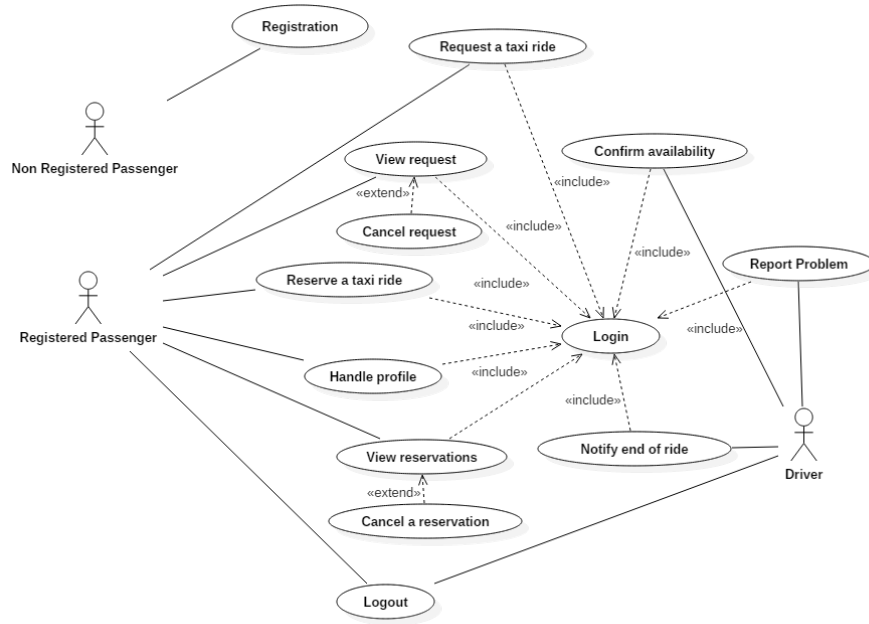 Registration
Request a taxi ride
Non Registered Passenger
View request
Confirm availability
«extend»
«include»
Cancel request
«include»
«include»
Report Problem
Reserve a taxi ride
«include»
Registered Passenger
«include»
Login
«include»
Handle profile
«include»
«include»
View reservations
Notify end of ride
Driver
«extend»
Cancel a reservation
Logout